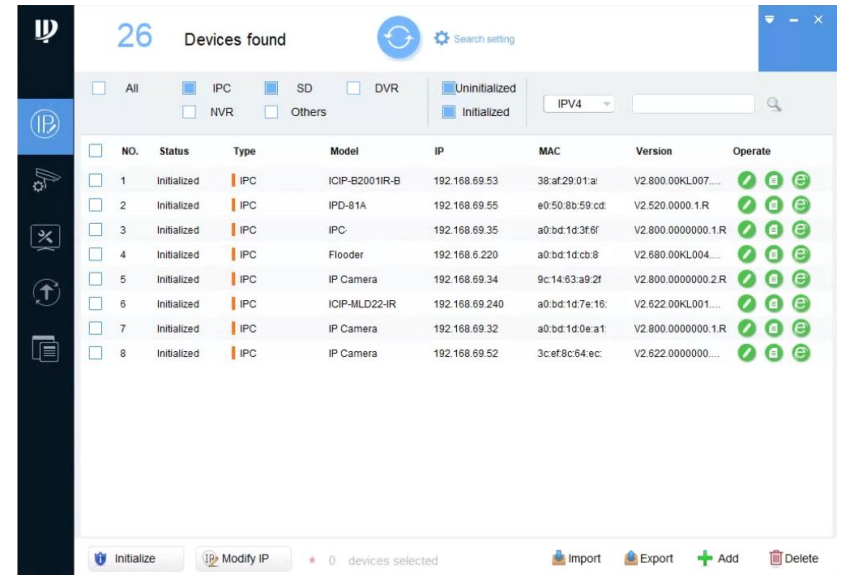 IP
26 Devices found Search setting
All IPC SD DVR Uninitialized
NVR Others Initialized IPV4
NO. Status Type Model IP MAC Version Operate
1 Initialized IPC ICIP-B2001IR-B 192.168.69.53 38:af:29:01:a: V2.800.00KL007....
2 Initialized IPC IPD-81A 192.168.69.55 e0:50:8b:59:cd: V2.520.0000.1.R
3 Initialized IPC IPC- 192.168.69.35 a0:bd:1d:3f:6f V2.800.0000000.1.R
4 Initialized IPC Flooder 192.168.6.220 a0:bd:1d:cb:8 V2.680.00KL004....
5 Initialized IPC IP Camera 192.168.69.34 9c:14:63:a9:2f V2.800.0000000.2.R
6 Initialized IPC ICIP-MLD22-IR 192.168.69.240 a0:bd:1d:7e:16: V2.622.00KL001....
7 Initialized IPC IP Camera 192.168.69.32 a0:bd:1d:0e:a1: V2.800.0000000.1.R
8 Initialized IPC IP Camera 192.168.69.52 3c:ef:8c:64:ec: V2.622.0000000....
Initialize Modify IP * 0 devices selected Import Export Add Delete